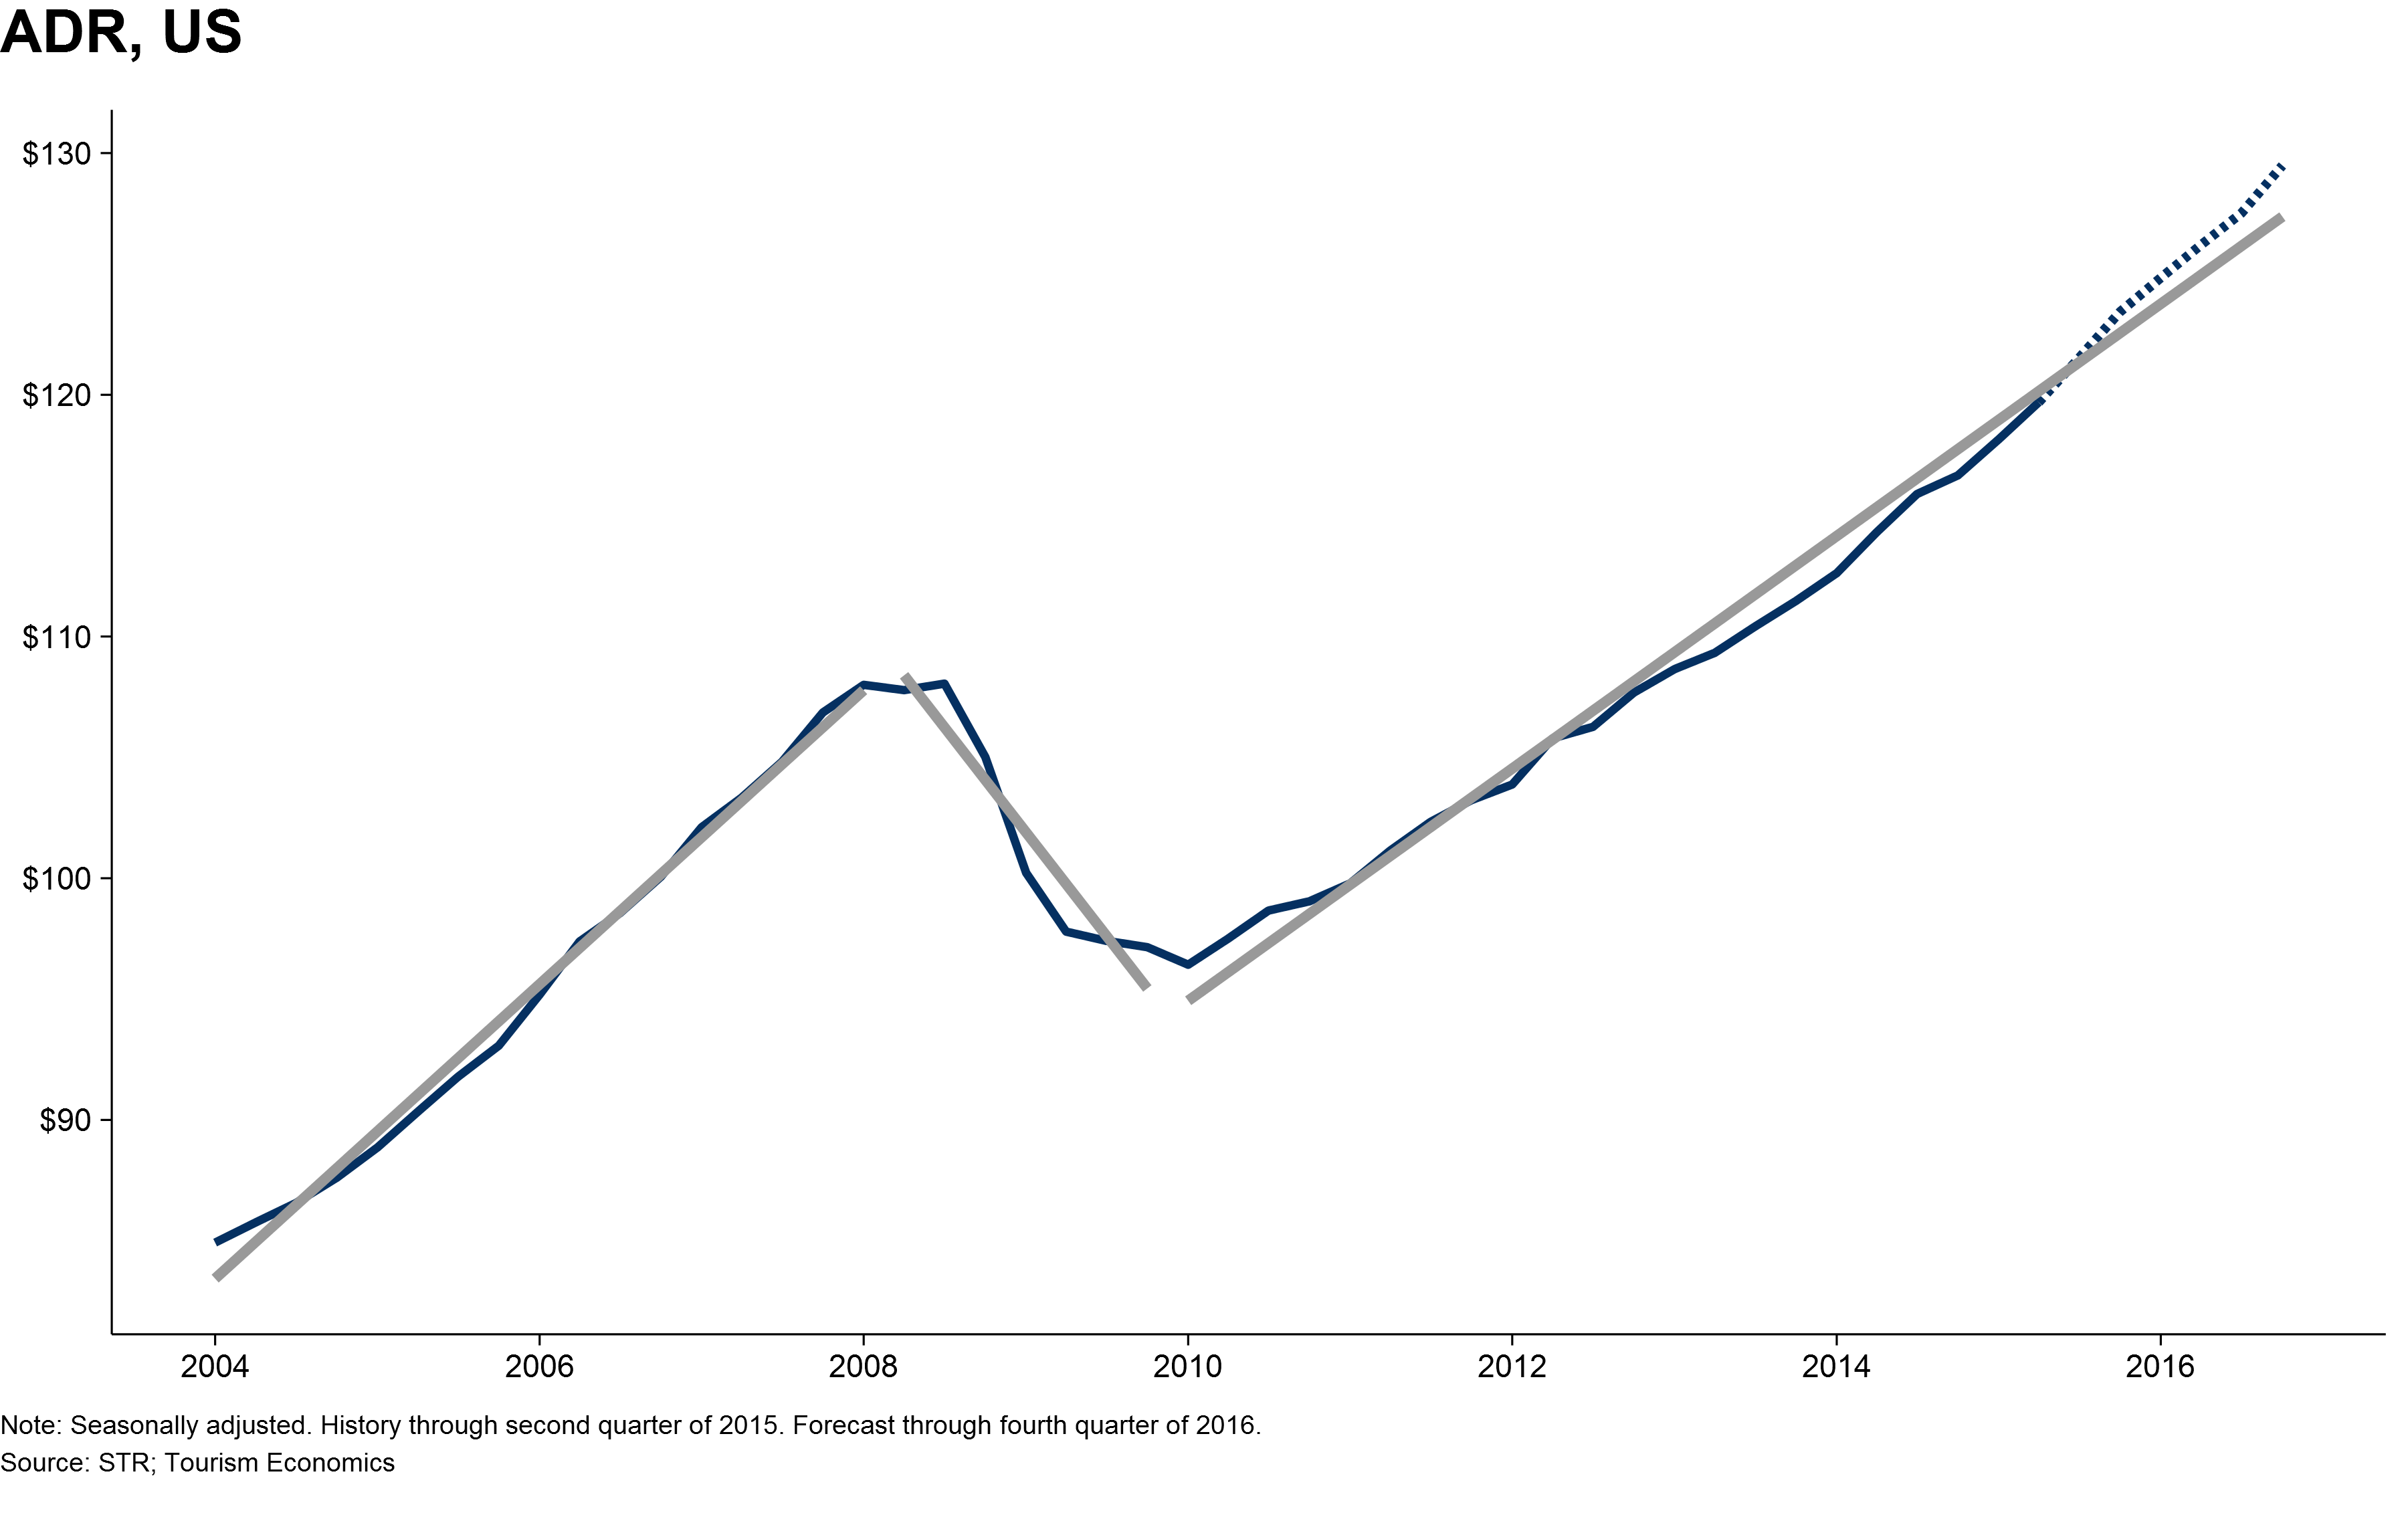 ADR, US
$130
$120
$110
$100
$90
2004 2006 2008 2010 2012 2014 2016
Note: Seasonally adjusted. History through second quarter of 2015. Forecast through fourth quarter of 2016.
Source: STR; Tourism Economics